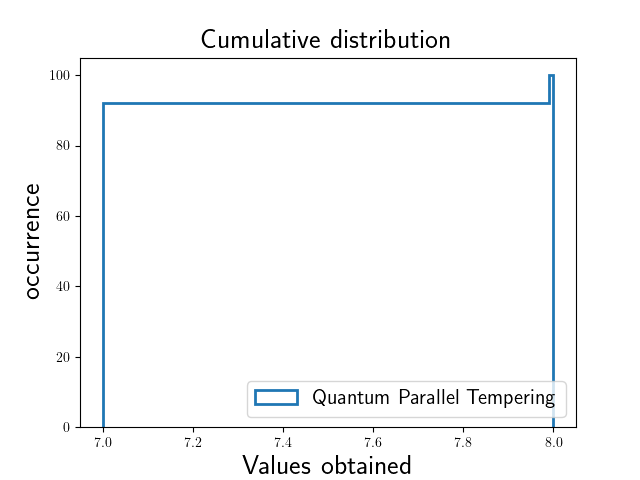 Cumulative distribution
occurrence
100
80
60
40
20
0
Quantum Parallel Tempering
7.0 7.2 7.4 7.6 7.8 8.0
Values obtained